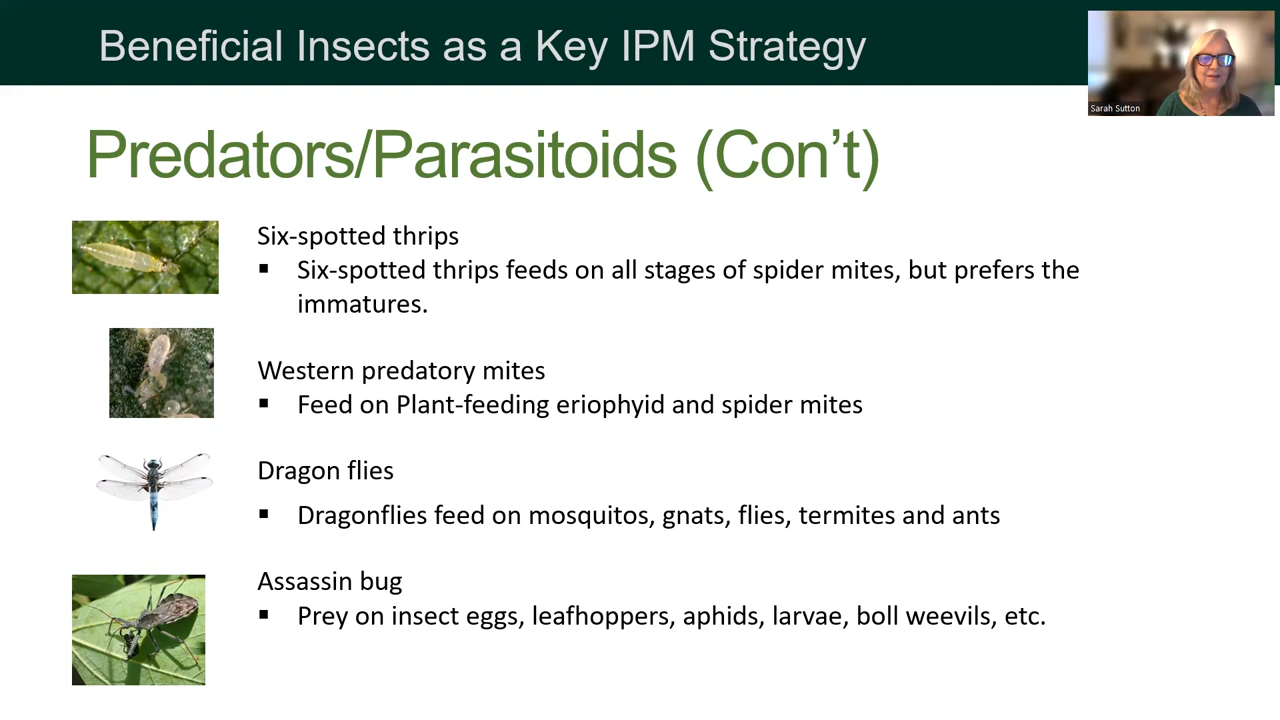 Beneficial Insects as a Key IPM Strategy
Sarah Sutton
Predators/Parasitoids (Con’t)
Six-spotted thrips
▪ Six-spotted thrips feeds on all stages of spider mites, but prefers the
immatures.
Western predatory mites
▪ Feed on Plant-feeding eriophyid and spider mites
Dragon flies
▪ Dragonflies feed on mosquitos, gnats, flies, termites and ants
Assassin bug
▪ Prey on insect eggs, leafhoppers, aphids, larvae, boll weevils, etc.